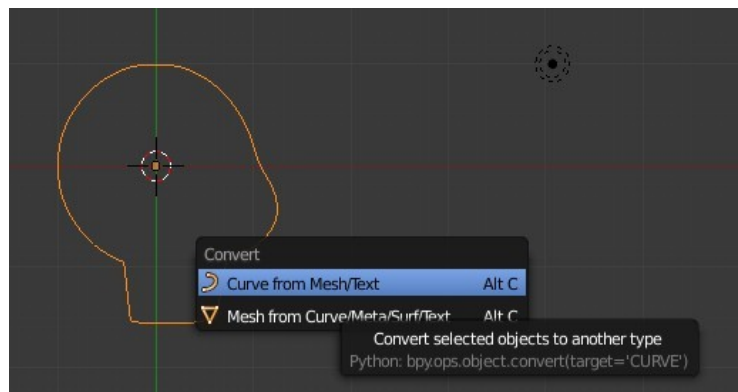 Convert
Curve from Mesh/Text Alt C
Mesh from Curve/Meta/Surf/Text Alt C
Convert selected objects to another type
Python: bpy.ops.object.convert(target='CURVE')